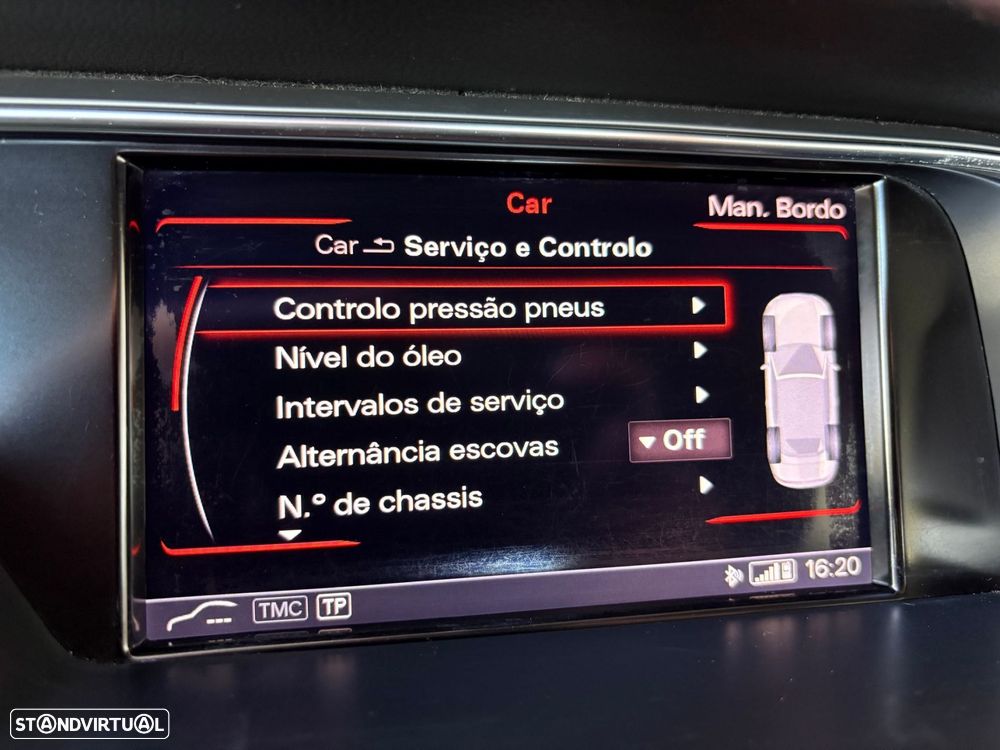 Car
Man. Bordo
Car Serviço e Controlo
Controlo pressão pneus
Nível do óleo
Intervalos de serviço
Alternância escovas Off
N.º de chassis
--- TMC TP 16:20
STANDVIRTUAL